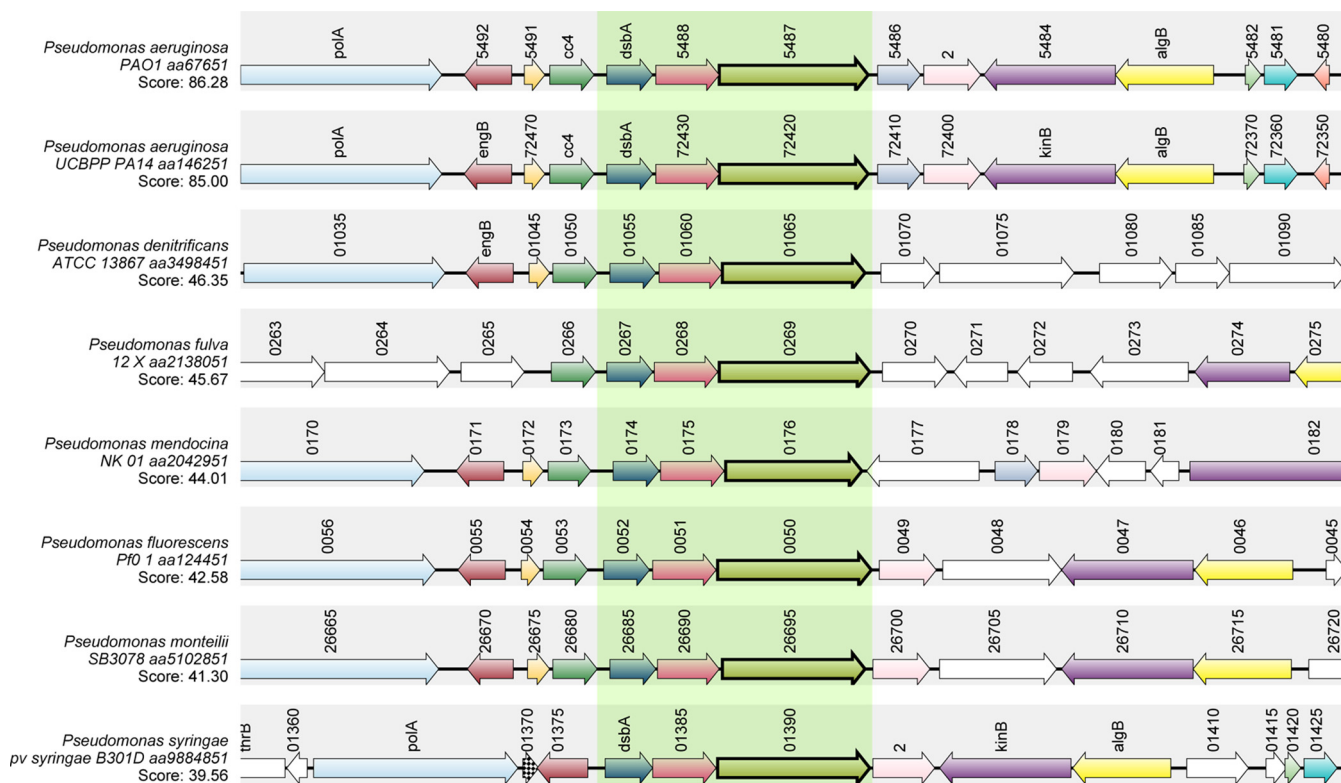 polA 5492 5491 cc4 dsbA 5488 5487 5486 2 5484 algB 5482 5481 5480
Pseudomonas aeruginosa
PAO1 aa67651
Score: 86.28
polA engB 72470 cc4 dsbA 72430 72420 72410 72400 kinB algB 72370 72360 72350
Pseudomonas aeruginosa
UCBPP PA14 aa146251
Score: 85.00
01035 engB 01045 01050 01055 01060 01065 01070 01075 01080 01085 01090
Pseudomonas denitrificans
ATCC 13867 aa3498451
Score: 46.35
0263 0264 0265 0266 0267 0268 0269 0270 0271 0272 0273 0274 0275
Pseudomonas fulva
12 X aa2138051
Score: 45.67
0170 0171 0172 0173 0174 0175 0176 0177 0178 0179 0180 0181 0182
Pseudomonas mendocina
NK 01 aa2042951
Score: 44.01
0056 0055 0054 0053 0052 0051 0050 0049 0048 0047 0046 0045
Pseudomonas fluorescens
Pf0 1 aa124451
Score: 42.58
26665 26670 26675 26680 26685 26690 26695 26700 26705 26710 26715 26720
Pseudomonas monteilii
SB3078 aa5102851
Score: 41.30
thrB 01360 polA 01370 01375 dsbA 01385 01390 2 kinB algB 01410 01415 01420 01425
Pseudomonas syringae
pv syringae B301D aa9884851
Score: 39.56